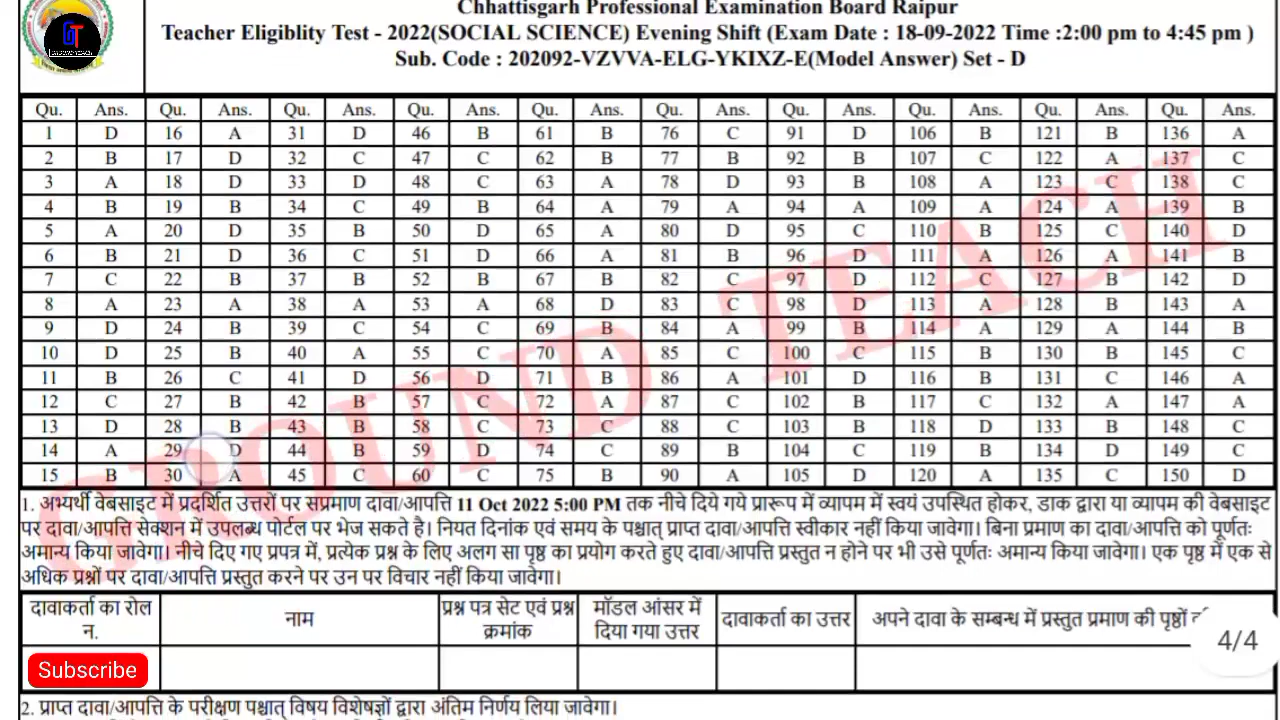 Chhattisgarh Professional Examination Board Raipur
Teacher Eligiblity Test - 2022(SOCIAL SCIENCE) Evening Shift (Exam Date : 18-09-2022 Time :2:00 pm to 4:45 pm )
Sub. Code : 202092-VZVVA-ELG-YKIXZ-E(Model Answer) Set - D
GT
Qu. Ans. Qu. Ans. Qu. Ans. Qu. Ans. Qu. Ans. Qu. Ans. Qu. Ans. Qu. Ans. Qu. Ans. Qu. Ans.
1 D 16 A 31 D 46 B 61 B 76 C 91 D 106 B 121 B 136 A
2 B 17 D 32 C 47 C 62 B 77 B 92 B 107 C 122 A 137 C
3 A 18 D 33 D 48 C 63 A 78 D 93 B 108 A 123 C 138 C
4 B 19 B 34 C 49 B 64 A 79 A 94 A 109 A 124 A 139 B
5 A 20 D 35 B 50 D 65 A 80 D 95 C 110 B 125 C 140 D
6 B 21 D 36 C 51 D 66 A 81 B 96 D 111 A 126 A 141 B
7 C 22 B 37 B 52 B 67 B 82 C 97 D 112 C 127 B 142 D
8 A 23 A 38 A 53 A 68 D 83 C 98 D 113 A 128 B 143 A
9 D 24 B 39 C 54 C 69 B 84 A 99 B 114 A 129 A 144 B
10 D 25 B 40 A 55 C 70 A 85 C 100 C 115 B 130 B 145 C
11 B 26 C 41 D 56 D 71 B 86 A 101 D 116 B 131 C 146 A
12 C 27 B 42 B 57 C 72 A 87 C 102 B 117 C 132 A 147 A
13 D 28 B 43 B 58 C 73 C 88 C 103 B 118 D 133 B 148 C
14 A 29 D 44 B 59 D 74 C 89 B 104 C 119 B 134 D 149 C
15 B 30 A 45 C 60 C 75 B 90 A 105 D 120 A 135 C 150 D
GROUND TEACH
1. अभ्यर्थी वेबसाइट में प्रदर्शित उत्तरों पर सप्रमाण दावा/आपत्ति 11 Oct 2022 5:00 PM तक नीचे दिये गये प्रारूप में व्यापम में स्वयं उपस्थित होकर, डाक द्वारा या व्यापम की वेबसाइट
पर दावा/आपत्ति सेक्शन में उपलब्ध पोर्टल पर भेज सकते है। नियत दिनांक एवं समय के पश्चात् प्राप्त दावा/आपत्ति स्वीकार नहीं किया जावेगा। बिना प्रमाण का दावा/आपत्ति को पूर्णतः
अमान्य किया जावेगा। नीचे दिए गए प्रपत्र में, प्रत्येक प्रश्न के लिए अलग सा पृष्ठ का प्रयोग करते हुए दावा/आपत्ति प्रस्तुत न होने पर भी उसे पूर्णतः अमान्य किया जावेगा। एक पृष्ठ में एक से
अधिक प्रश्नों पर दावा/आपत्ति प्रस्तुत करने पर उन पर विचार नहीं किया जावेगा।
दावाकर्ता का रोल न. नाम प्रश्न पत्र सेट एवं प्रश्न क्रमांक मॉडल आंसर में दिया गया उत्तर दावाकर्ता का उत्तर अपने दावा के सम्बन्ध में प्रस्तुत प्रमाण की पृष्ठों
4/4
Subscribe
2. प्राप्त दावा/आपत्ति के परीक्षण पश्चात् विषय विशेषज्ञों द्वारा अंतिम निर्णय लिया जावेगा।